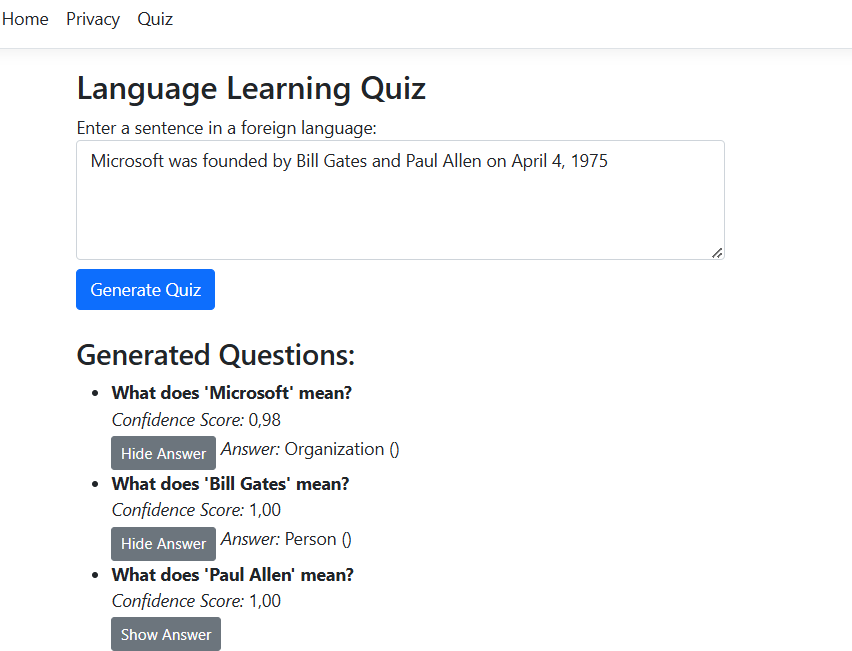 Home Privacy Quiz
Language Learning Quiz
Enter a sentence in a foreign language:
Microsoft was founded by Bill Gates and Paul Allen on April 4, 1975
Generate Quiz
Generated Questions:
What does 'Microsoft' mean?
Confidence Score: 0,98
Hide Answer Answer: Organization ()
What does 'Bill Gates' mean?
Confidence Score: 1,00
Hide Answer Answer: Person ()
What does 'Paul Allen' mean?
Confidence Score: 1,00
Show Answer